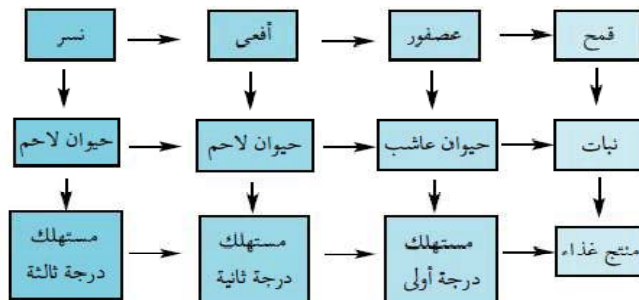 قمح
عصفور
أفعى
نسر
نبات
حيوان عاشب
حيوان لاحم
حيوان لاحم
منتج غذاء
مستهلك
درجة أولى
مستهلك
درجة ثانية
مستهلك
درجة ثالثة